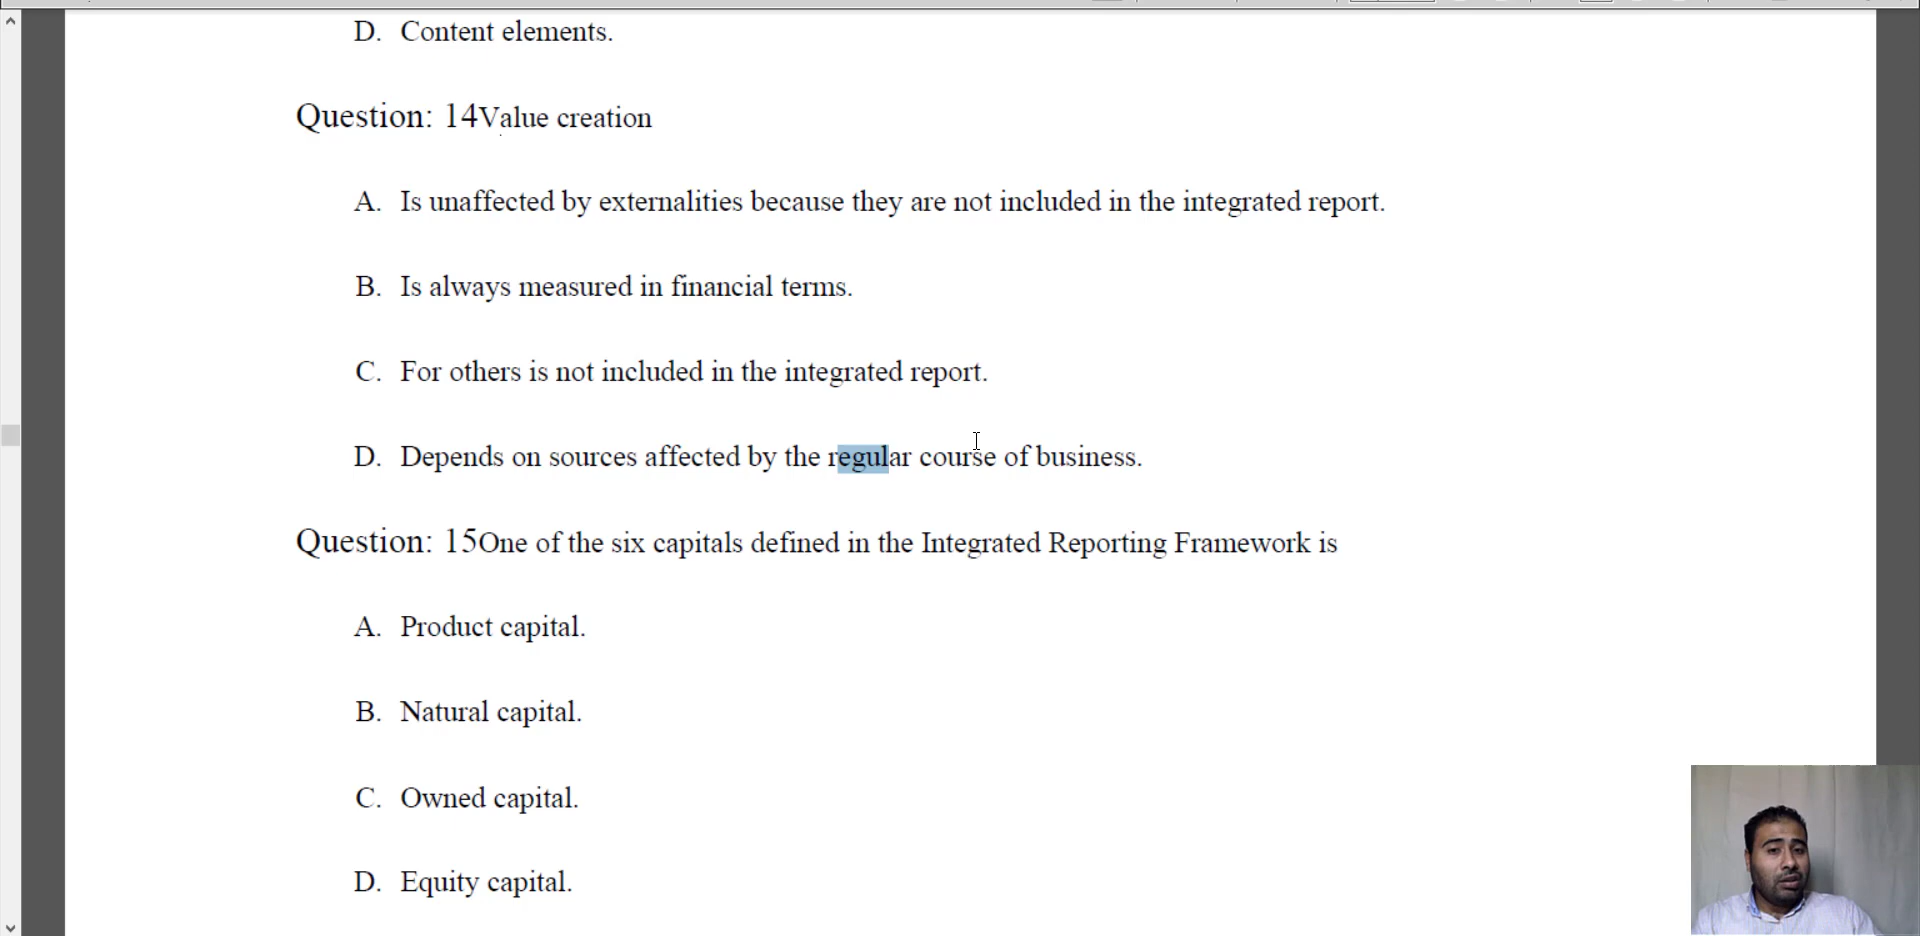 D. Content elements.
Question: 14Value creation
A. Is unaffected by externalities because they are not included in the integrated report.
B. Is always measured in financial terms.
C. For others is not included in the integrated report.
D. Depends on sources affected by the regular course of business.
Question: 15One of the six capitals defined in the Integrated Reporting Framework is
A. Product capital.
B. Natural capital.
C. Owned capital.
D. Equity capital.